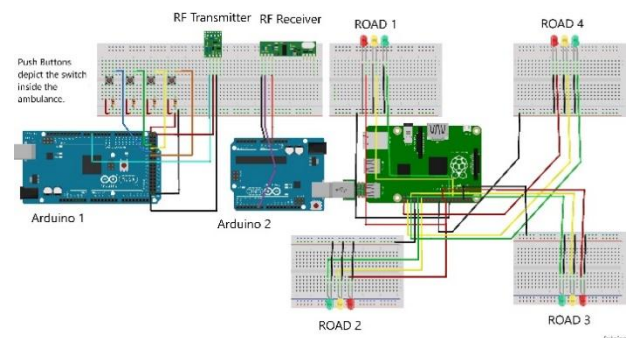 RF Transmitter
RF Receiver
ROAD 1
ROAD 4
Push Buttons
depict the switch
inside the
ambulance.
Arduino 1
Arduino 2
ROAD 2
ROAD 3